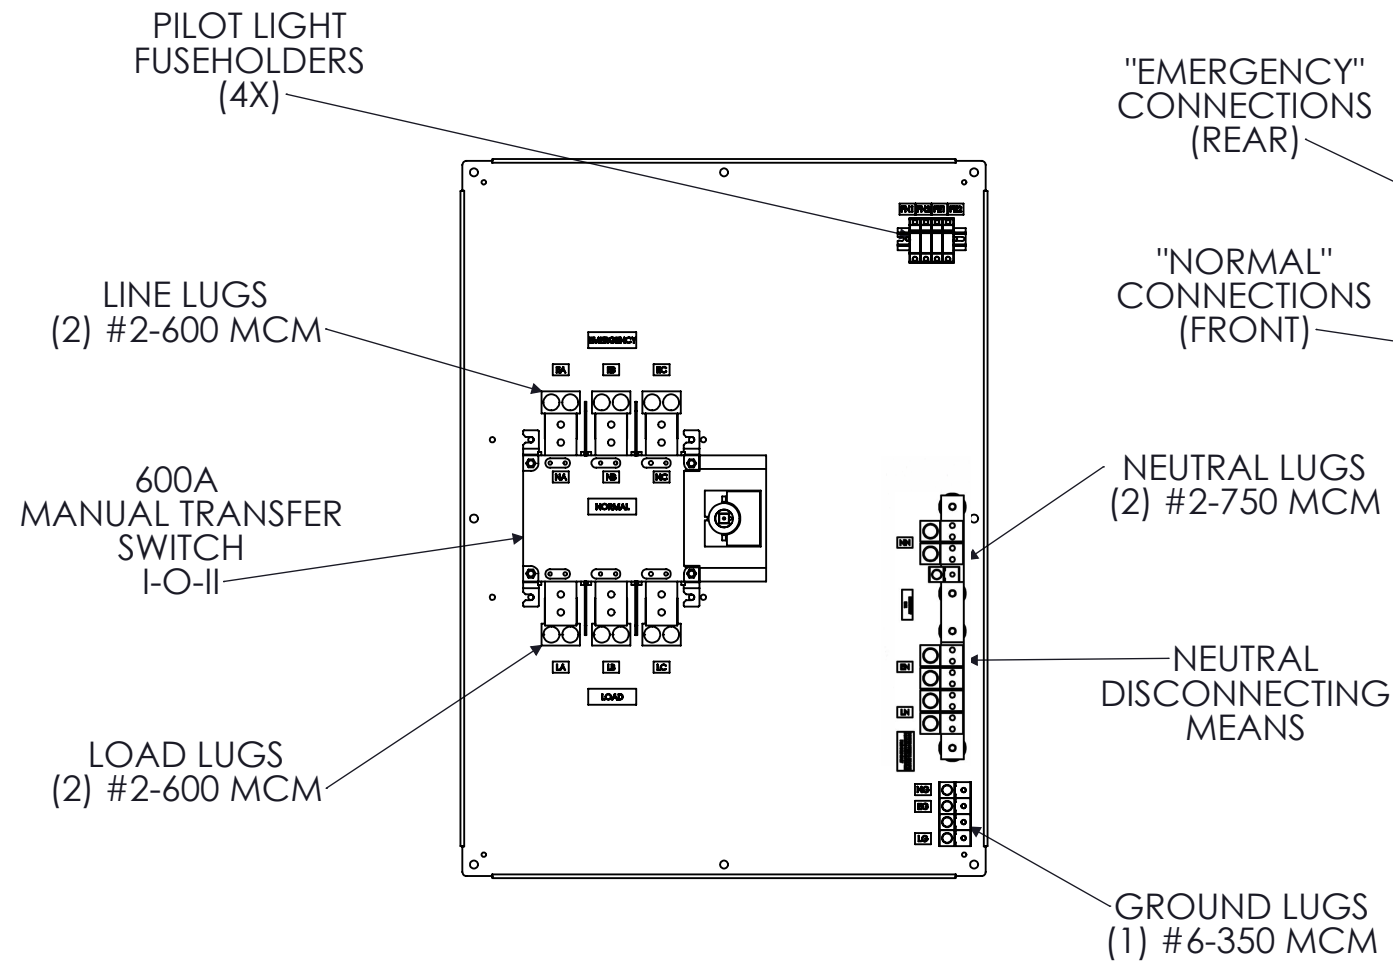 PILOT LIGHT
FUSEHOLDERS
(4X)
"EMERGENCY"
CONNECTIONS
(REAR)
"NORMAL"
CONNECTIONS
(FRONT)
LINE LUGS
(2) #2-600 MCM
600A
MANUAL TRANSFER
SWITCH
I-O-II
LOAD LUGS
(2) #2-600 MCM
EMERGENCY
EA EB EC
NA NB NC
NORMAL
LA LB LC
LOAD
NN
EN
LN
NG
EG
LG
NEUTRAL LUGS
(2) #2-750 MCM
NEUTRAL
DISCONNECTING
MEANS
GROUND LUGS
(1) #6-350 MCM